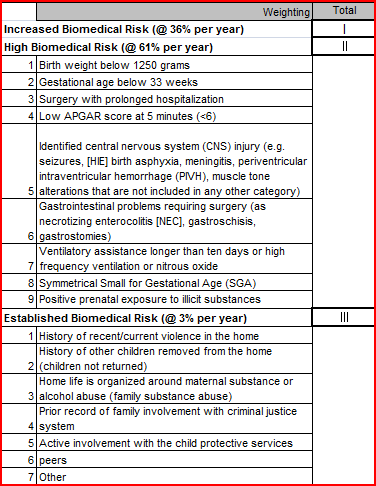 Weighting Total
Increased Biomedical Risk (@ 36% per year) I
High Biomedical Risk (@ 61% per year) II
1 Birth weight below 1250 grams
2 Gestational age below 33 weeks
3 Surgery with prolonged hospitalization
4 Low APGAR score at 5 minutes (<6)
Identified central nervous system (CNS) injury (e.g.
seizures, [HIE] birth asphyxia, meningitis, periventricular
intraventricular hemorrhage (PIVH), muscle tone
5 alterations that are not included in any other category)
Gastrointestinal problems requiring surgery (as
necrotizing enterocolitis [NEC], gastroschisis,
6 gastrostomies)
Ventilatory assistance longer than ten days or high
7 frequency ventilation or nitrous oxide
8 Symmetrical Small for Gestational Age (SGA)
9 Positive prenatal exposure to illicit substances
Established Biomedical Risk (@ 3% per year) III
1 History of recent/current violence in the home
History of other children removed from the home
2 (children not returned)
Home life is organized around maternal substance or
3 alcohol abuse (family substance abuse)
Prior record of family involvement with criminal justice
4 system
5 Active involvement with the child protective services
6 peers
7 Other